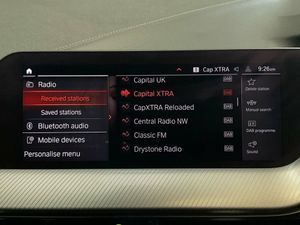 Cap.XTRA
9:26am
Radio
Received stations
Saved stations
Bluetooth audio
Mobile devices
Personalise menu
Capital UK DAB
Capital XTRA DAB
CapXTRA Reloaded DAB
Central Radio NW DAB
Classic FM DAB
Drystone Radio DAB
Delete station
Manual search
DAB programme
Sound